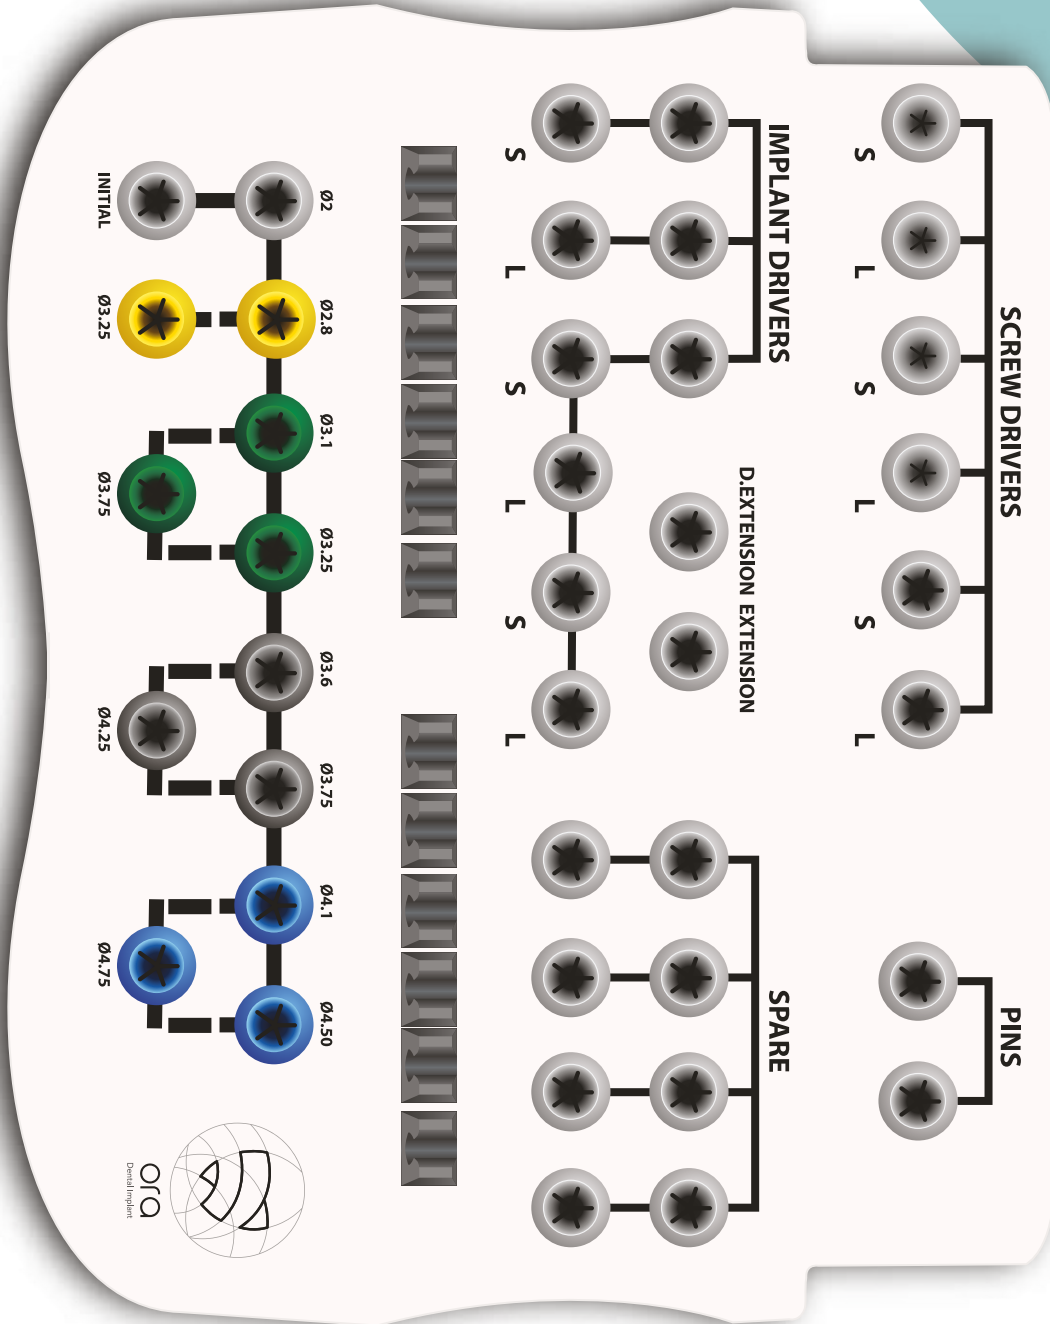 SCREW DRIVERS
PINS
S L S L S L
IMPLANT DRIVERS
SPARE
D.EXTENSION EXTENSION
S L S L S L
Ø2 Ø2.8 Ø3.1 Ø3.25 Ø3.6 Ø3.75 Ø4.1 Ø4.50
INITIAL Ø3.25 Ø3.75 Ø4.25 Ø4.75
ora
Dental Implant